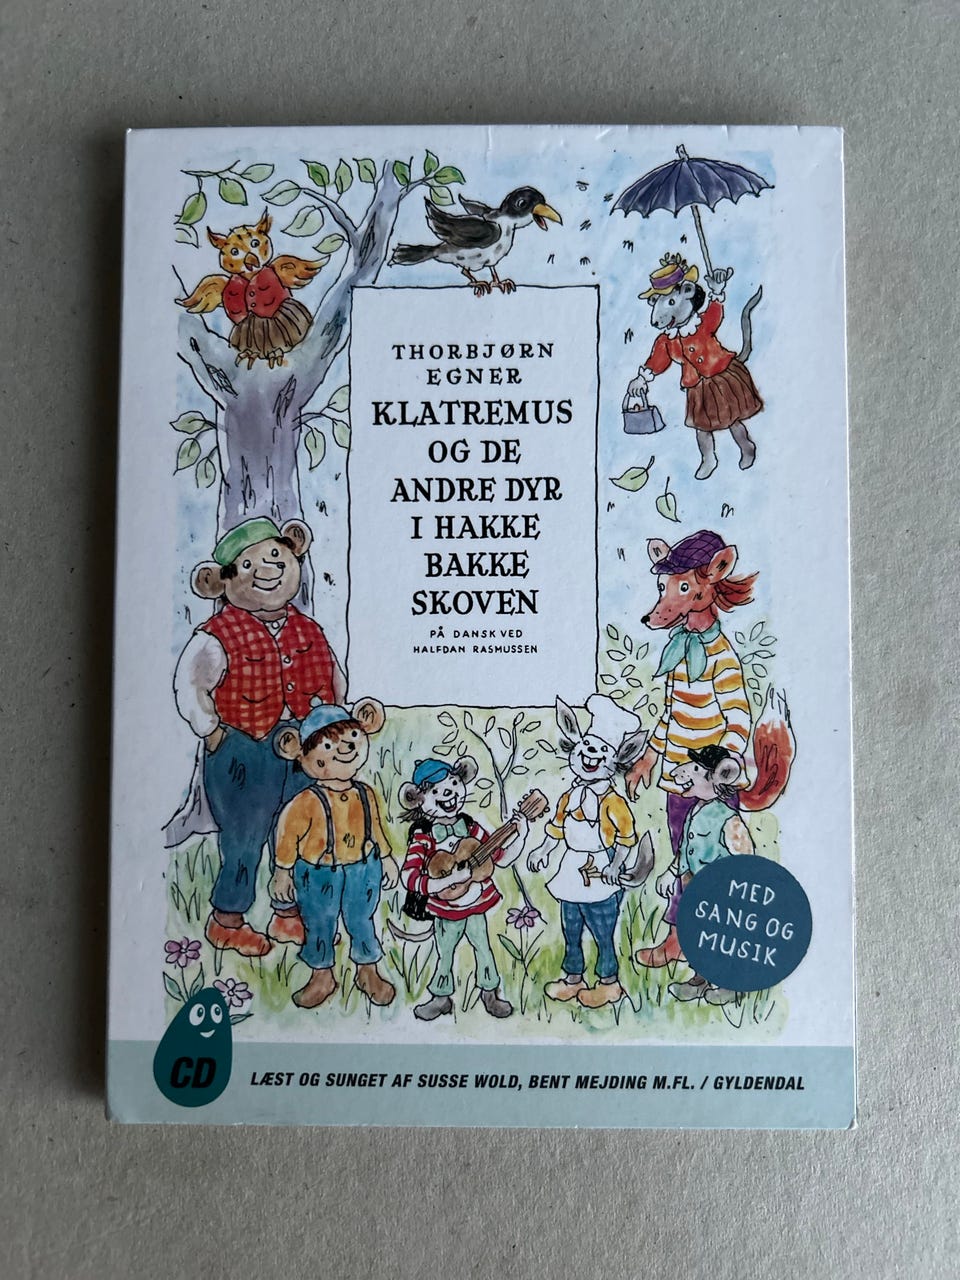 THORBJØRN
EGNER
KLATREMUS
OG DE
ANDRE DYR
I HAKKE
BAKKE
SKOVEN
PÅ DANSK VED
HALFDAN RASMUSSEN
MED
SANG OG
MUSIK
CD
LÆST OG SUNGET AF SUSSE WOLD, BENT MEJDING M.FL. / GYLDENDAL